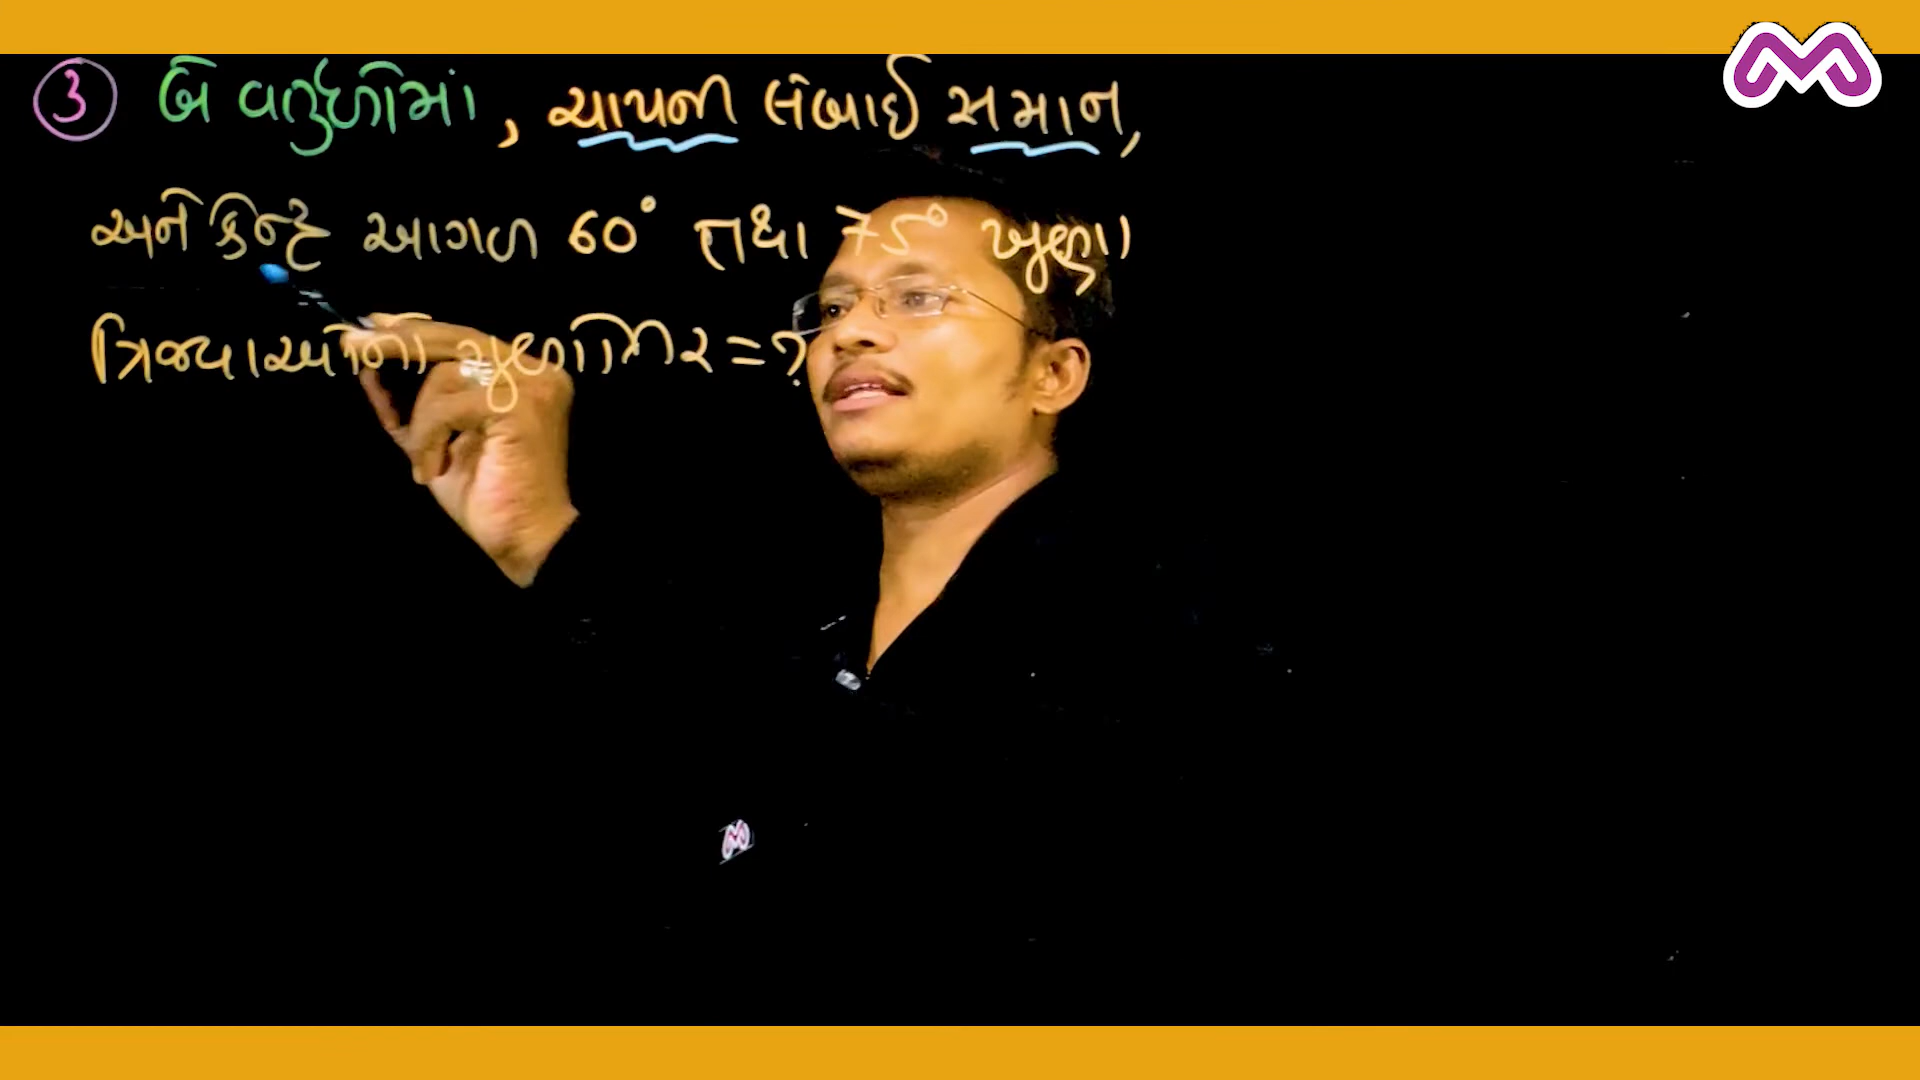 ③ બે વર્તુળોમાં, ચાપની લંબાઈ સમાન,
અને કેન્દ્ર આગળ 60° તથા 75° ખૂણા
ત્રિજ્યાઓનો ગુણોત્તર = ?